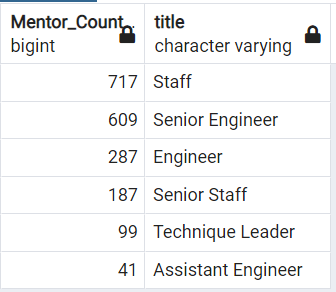 Mentor_Count.. title
bigint character varying
717 Staff
609 Senior Engineer
287 Engineer
187 Senior Staff
99 Technique Leader
41 Assistant Engineer